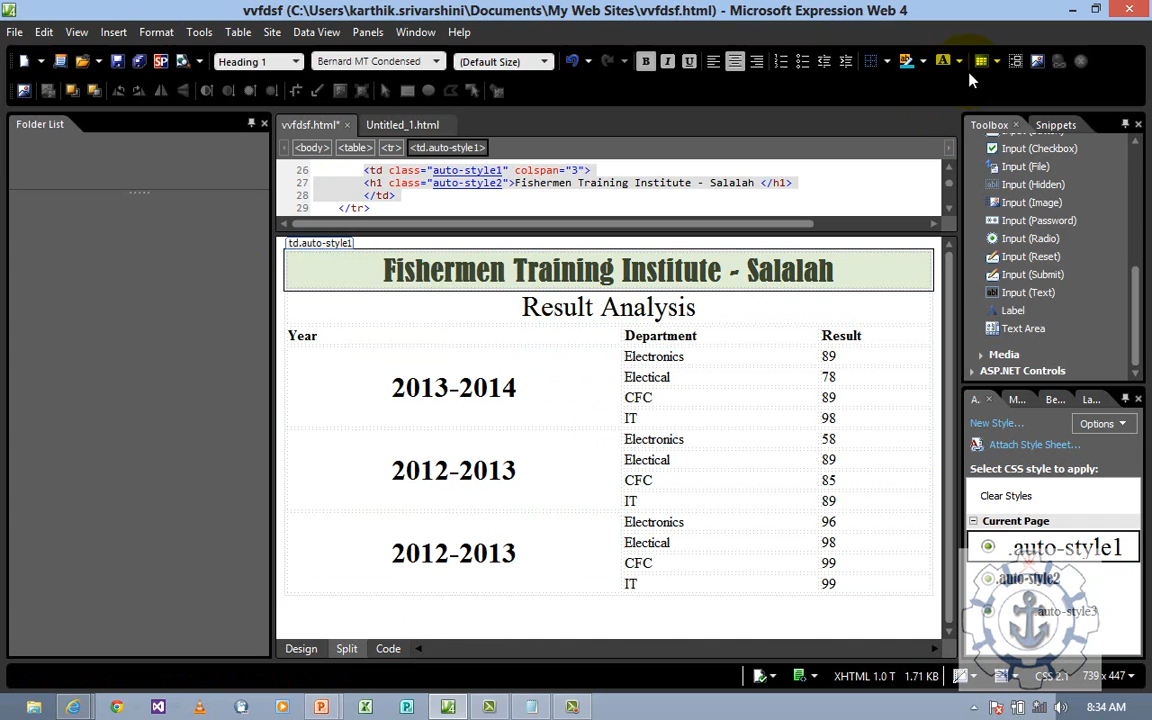 vvfdsf (C:\Users\karthik.srivarshini\Documents\My Web Sites\vvfdsf.html) - Microsoft Expression Web 4
File Edit View Insert Format Tools Table Site Data View Panels Window Help
Heading 1 Bernard MT Condensed (Default Size) B I U A
SP
Folder List
vvfdsf.html* Untitled_1.html
<body> <table> <tr> <td.auto-style1>
26 <td class="auto-style1" colspan="3">
27 <h1 class="auto-style2">Fishermen Training Institute - Salalah </h1>
28 </td>
29 </tr>
td.auto-style1
Fishermen Training Institute - Salalah
Result Analysis
Year Department Result
2013-2014
Electronics 89
Electical 78
CFC 89
IT 98
2012-2013
Electronics 58
Electical 89
CFC 85
IT 89
2012-2013
Electronics 96
Electical 98
CFC 99
IT 99
Design Split Code
Toolbox Snippets
Input (Checkbox)
Input (File)
Input (Hidden)
Input (Image)
Input (Password)
Input (Radio)
Input (Reset)
Input (Submit)
Input (Text)
Label
Text Area
Media
ASP.NET Controls
A.. M... Be... La...
New Style... Options
Attach Style Sheet...
Select CSS style to apply:
Clear Styles
Current Page
.auto-style1
.auto-style2
.auto-style3
XHTML 1.0 T 1.71 KB CSS 2.1 739 x 447
8:34 AM